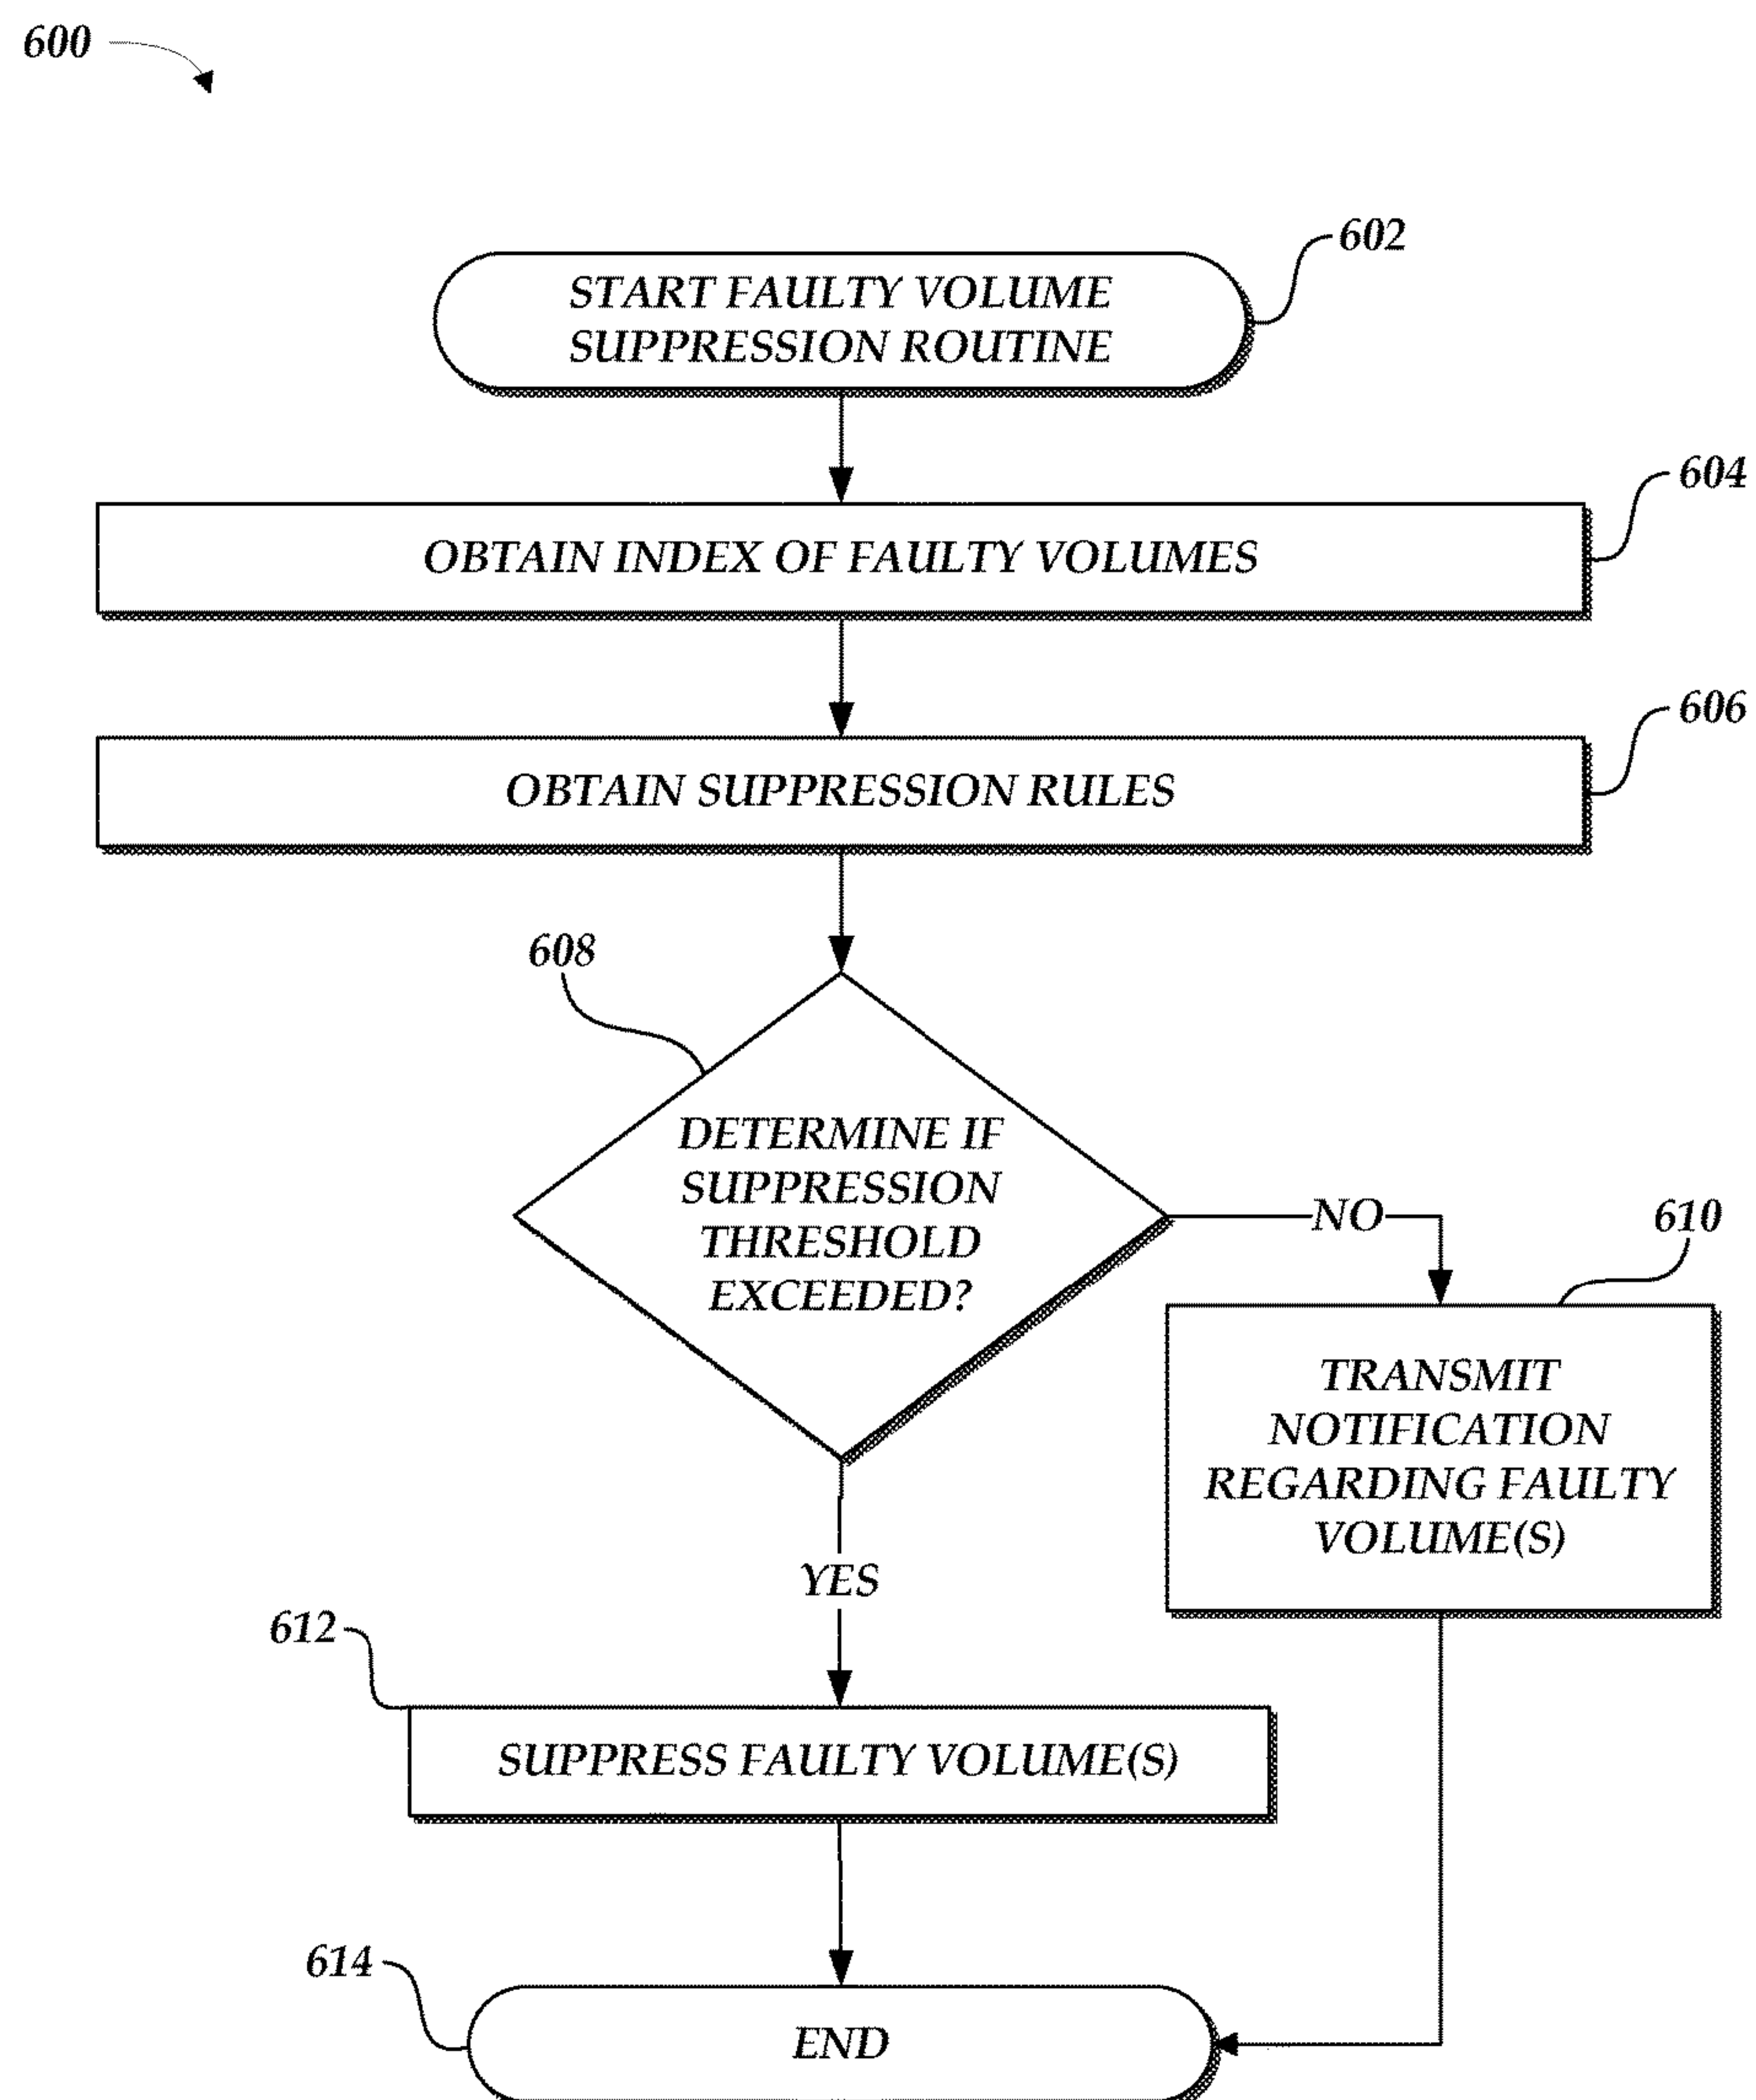 600
602
START FAULTY VOLUME
SUPPRESSION ROUTINE
604
OBTAIN INDEX OF FAULTY VOLUMES
606
OBTAIN SUPPRESSION RULES
608
DETERMINE IF
SUPPRESSION
THRESHOLD
EXCEEDED?
NO
610
TRANSMIT
NOTIFICATION
REGARDING FAULTY
VOLUME(S)
YES
612
SUPPRESS FAULTY VOLUME(S)
614
END